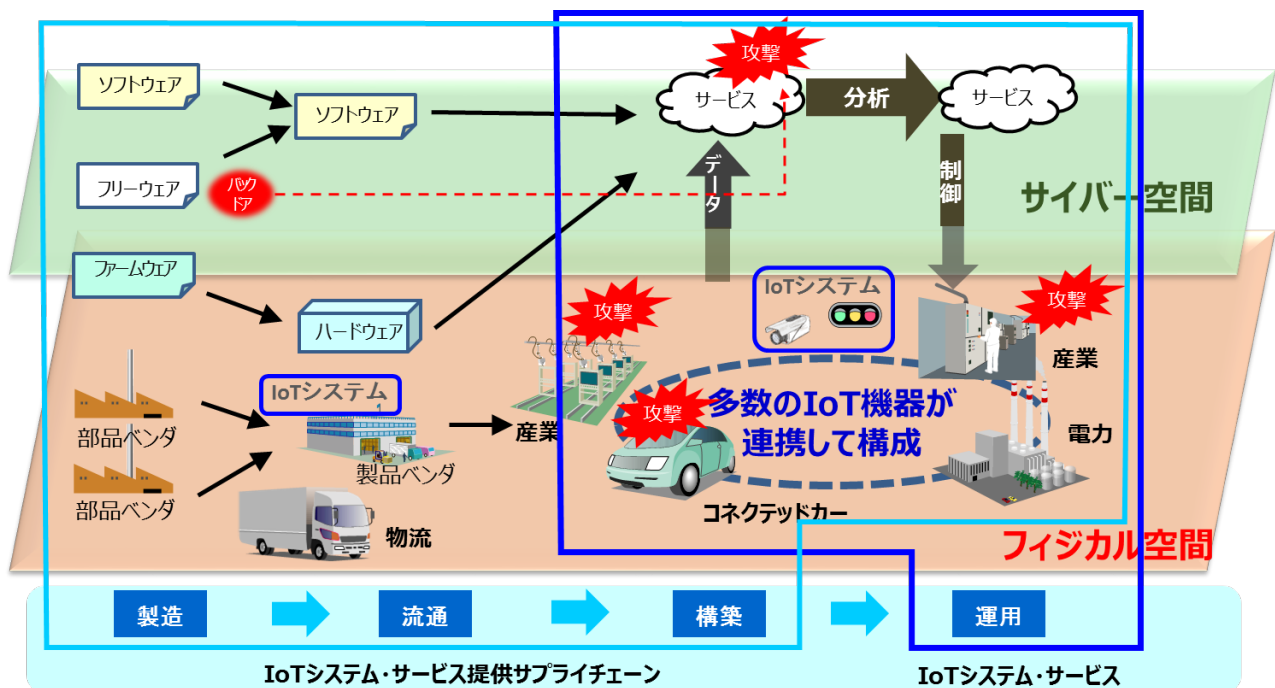 攻撃
ソフトウェア
ソフトウェア
サービス
分析
サービス
フリーウェア
バック
ドア
データ
制御
サイバー空間
ファームウェア
ハードウェア
攻撃
IoTシステム
攻撃
産業
IoTシステム
部品ベンダ
産業
攻撃
多数のIoT機器が
連携して構成
電力
製品ベンダ
部品ベンダ
コネクテッドカー
物流
フィジカル空間
製造
流通
構築
運用
IoTシステム・サービス提供サプライチェーン
IoTシステム・サービス